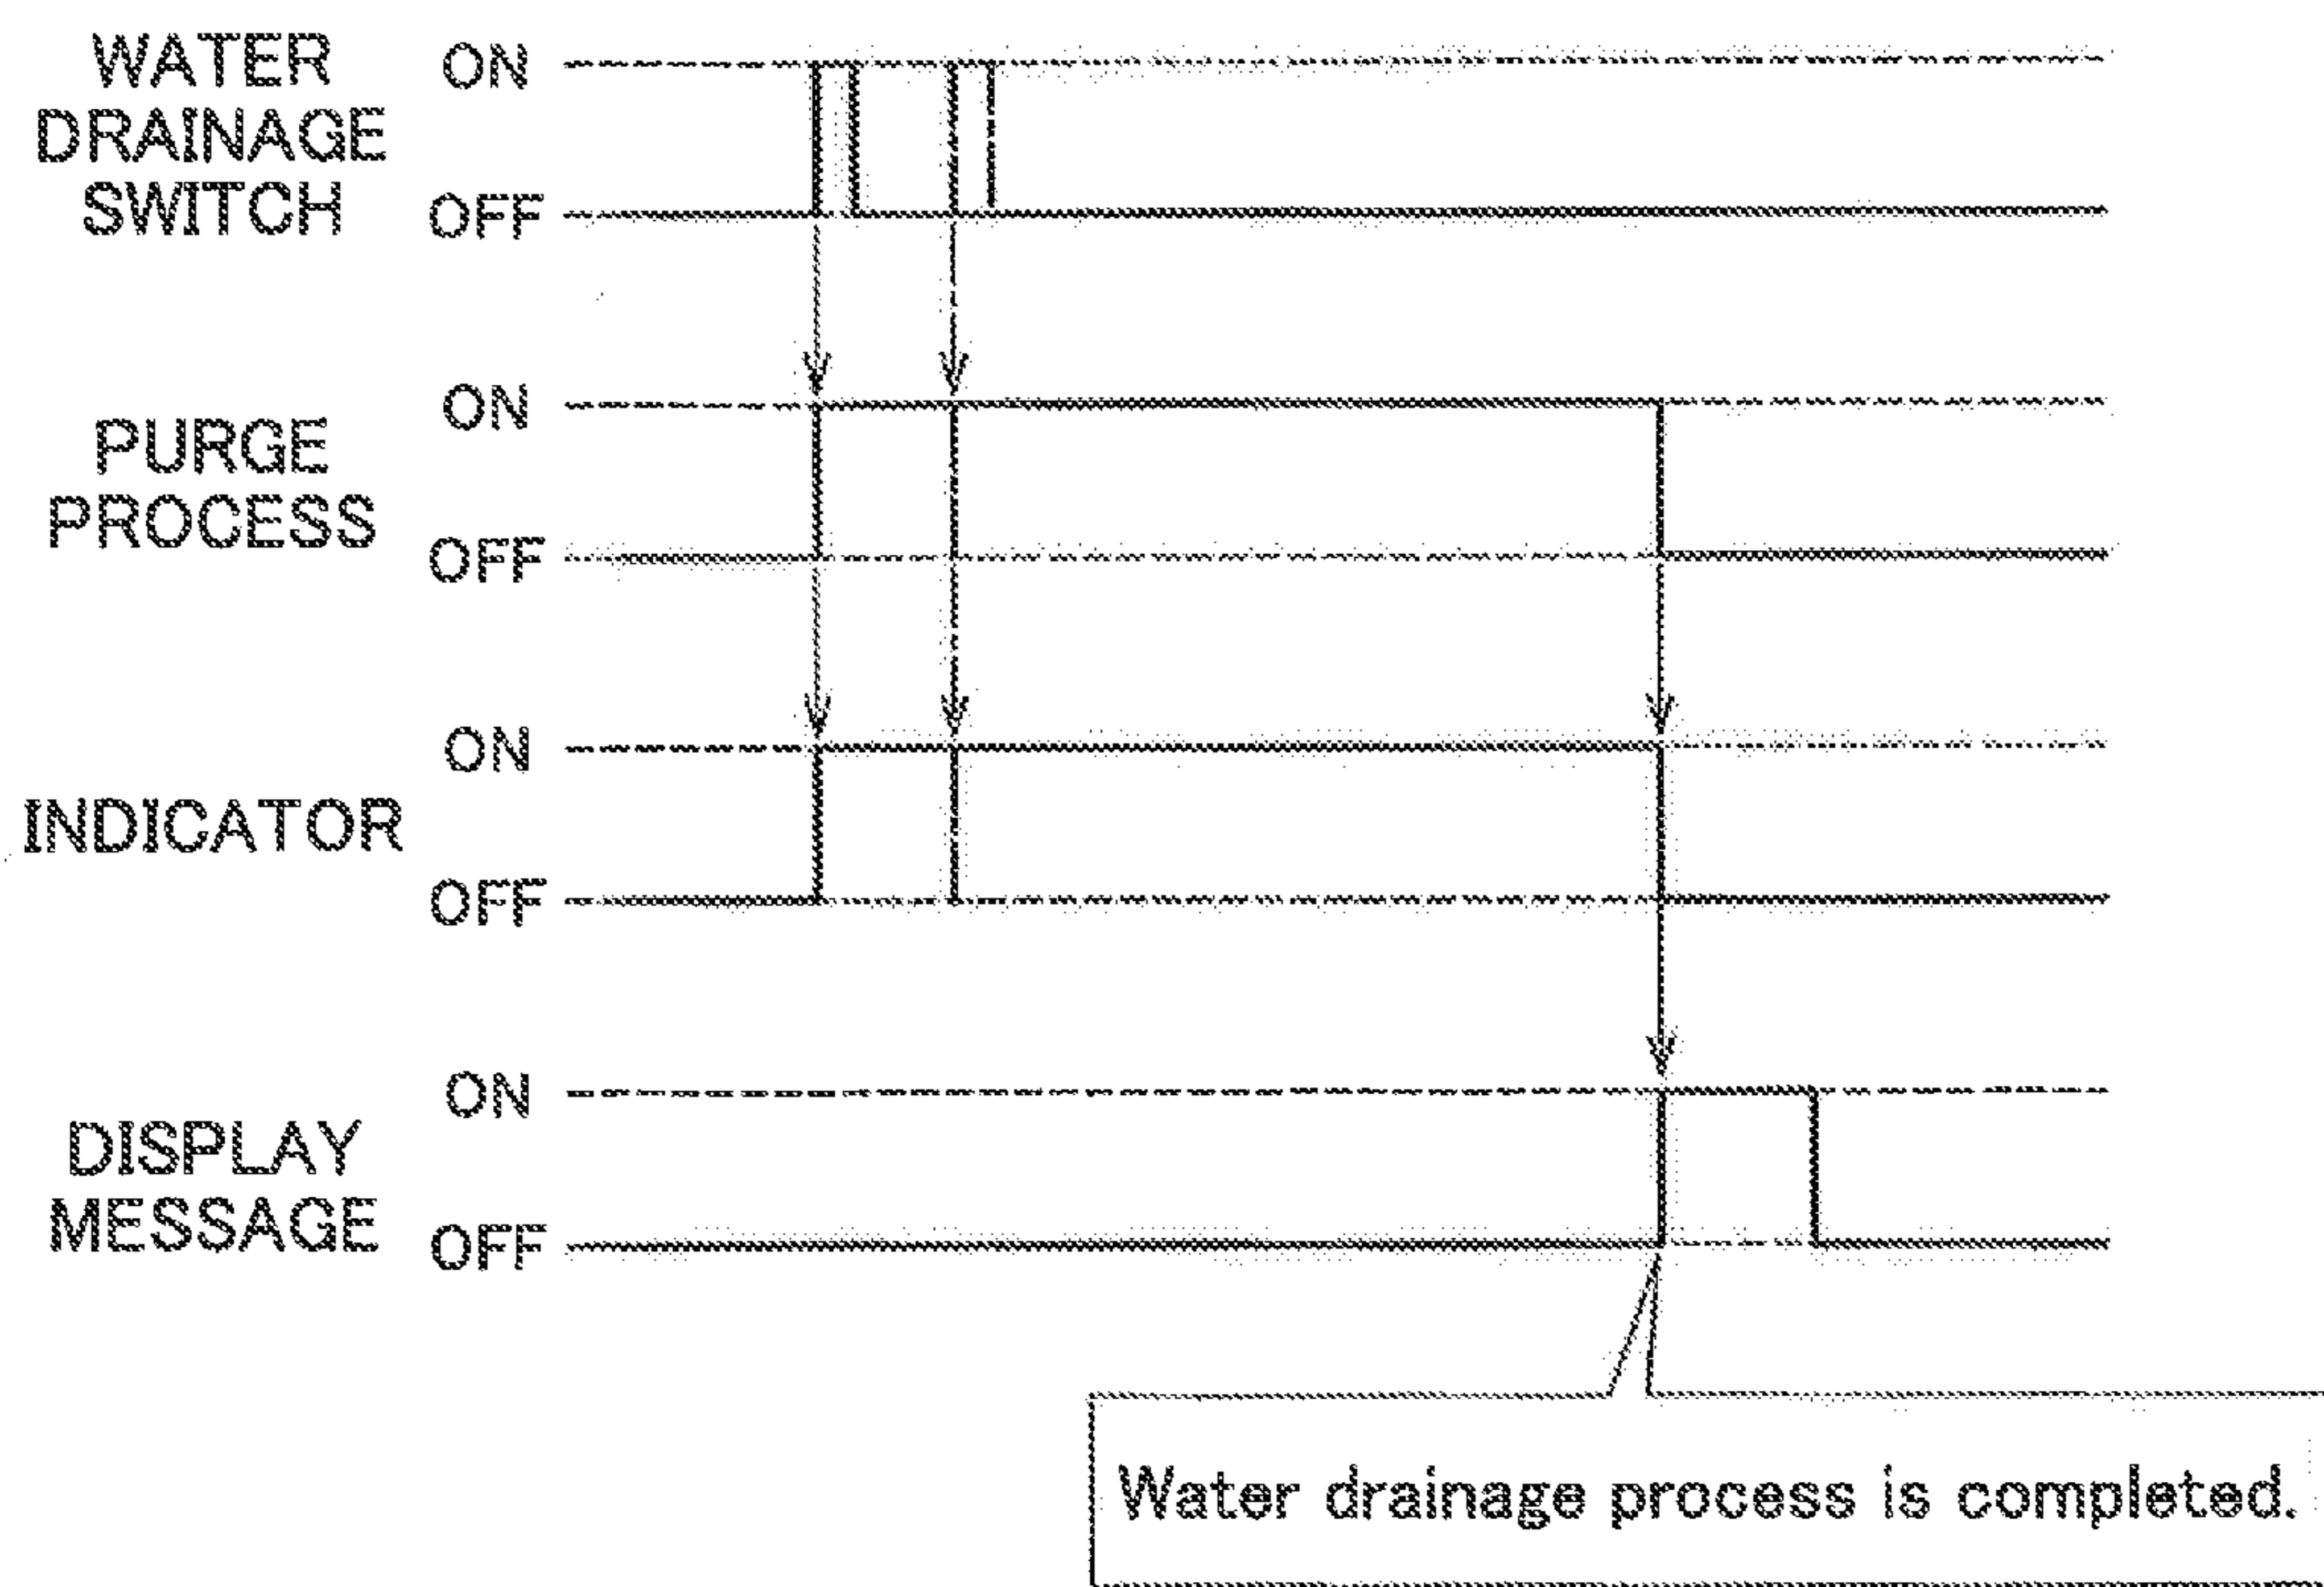 WATER
DRAINAGE
SWITCH
ON
OFF
PURGE
PROCESS
ON
OFF
INDICATOR
ON
OFF
DISPLAY
MESSAGE
ON
OFF
Water drainage process is completed.